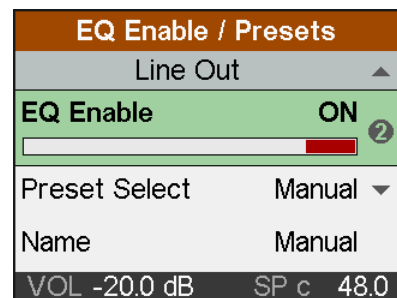 EQ Enable / Presets
Line Out
EQ Enable ON
2
Preset Select Manual
Name Manual
VOL -20.0 dB SP c 48.0